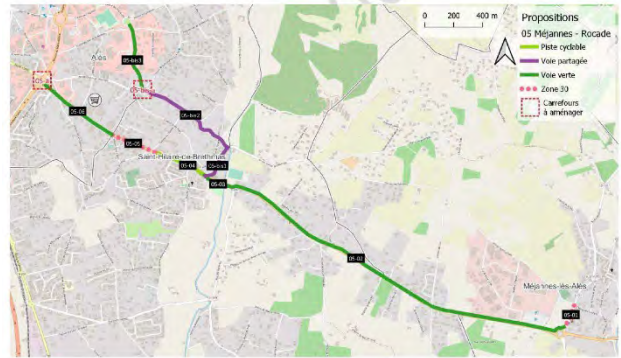 0 200 400 m
Propositions
05 Méjannes - Rocade
Piste cyclable
Voie partagée
Voie verte
Zone 30
Carrefours
à aménager
05-bis3
Alès
05-bis2
05-06
05-05
Saint-Hilaire-de-Brethmas
05-04
05-bis1
05-03
05-02
Méjannes-lès-Alès
05-01